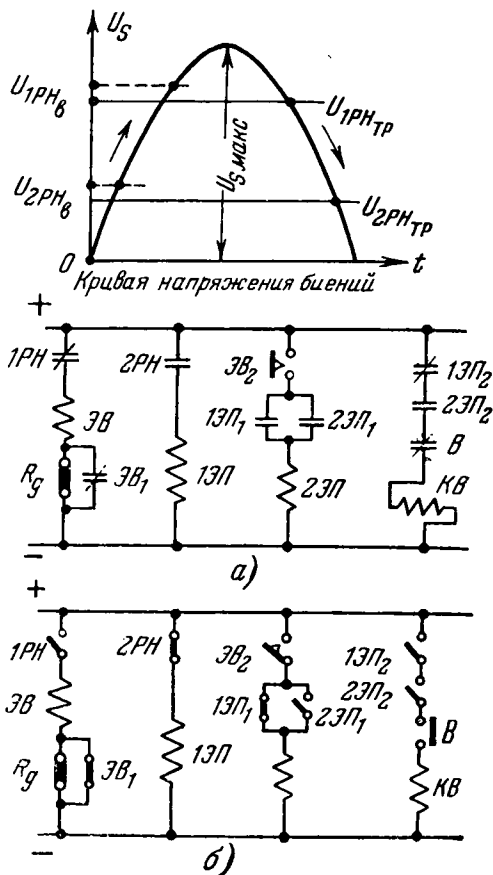 U_S
U_1РН_в
U_1РН_ТР
U_S макс
U_2РН_в
U_2РН_ТР
0
t
Кривая напряжения биений
+
1РН
2РН
ЭВ_2
1ЭП_2
2ЭП_2
1ЭП_1
2ЭП_1
ЭВ
В
R_g
ЭВ_1
1ЭП
2ЭП
КВ
−
а)
+
1РН
2РН
ЭВ_2
1ЭП_2
2ЭП_2
1ЭП_1
2ЭП_1
ЭВ
В
R_g
ЭВ_1
1ЭП
КВ
−
б)